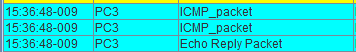 15:36:48-009 PC3 ICMP_packet
15:36:48-009 PC3 ICMP_packet
15:36:48-009 PC3 Echo Reply Packet